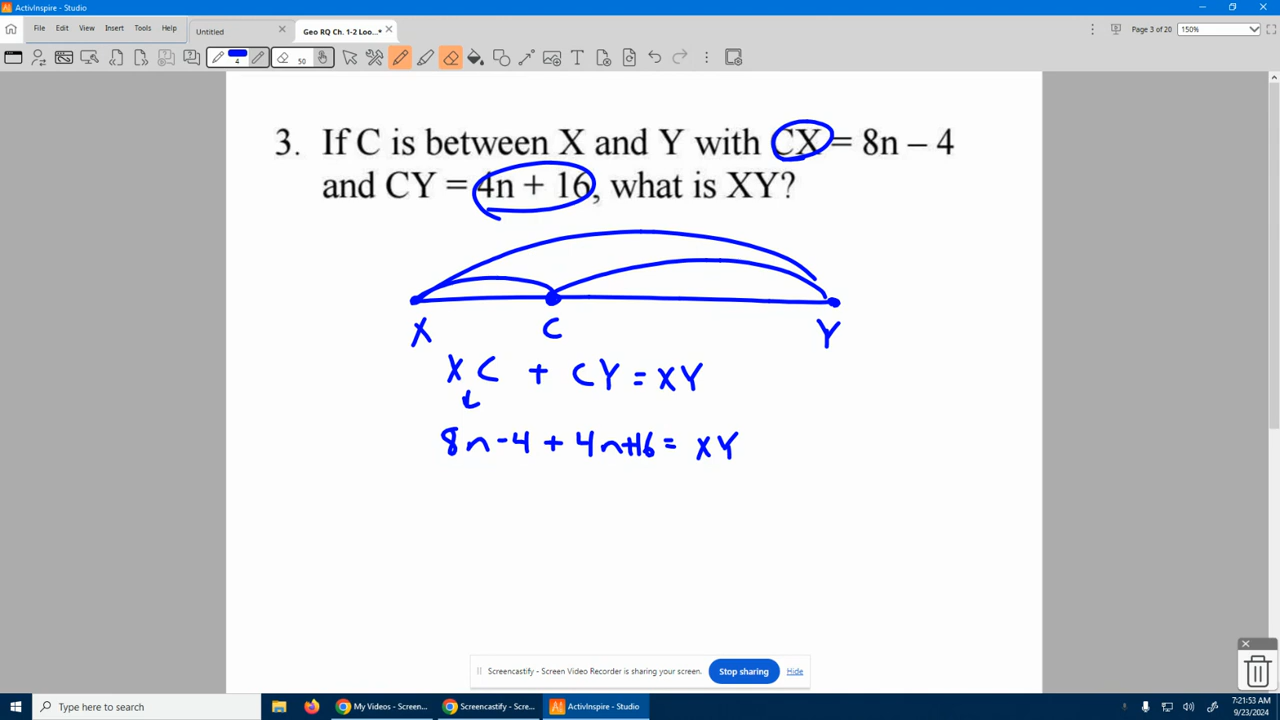 ActivInspire - Studio
File Edit View Insert Tools Help
Untitled
Geo RQ Ch. 1-2 Loo...*
Page 3 of 20
150%
4
50
3. If C is between X and Y with CX = 8n – 4
and CY = 4n + 16, what is XY?
X C Y
XC + CY = XY
8n-4 + 4n+16 = XY
Screencastify - Screen Video Recorder is sharing your screen.
Stop sharing
Hide
Type here to search
My Videos - Screen...
Screencastify - Scre...
ActivInspire - Studio
7:21:53 AM
9/23/2024